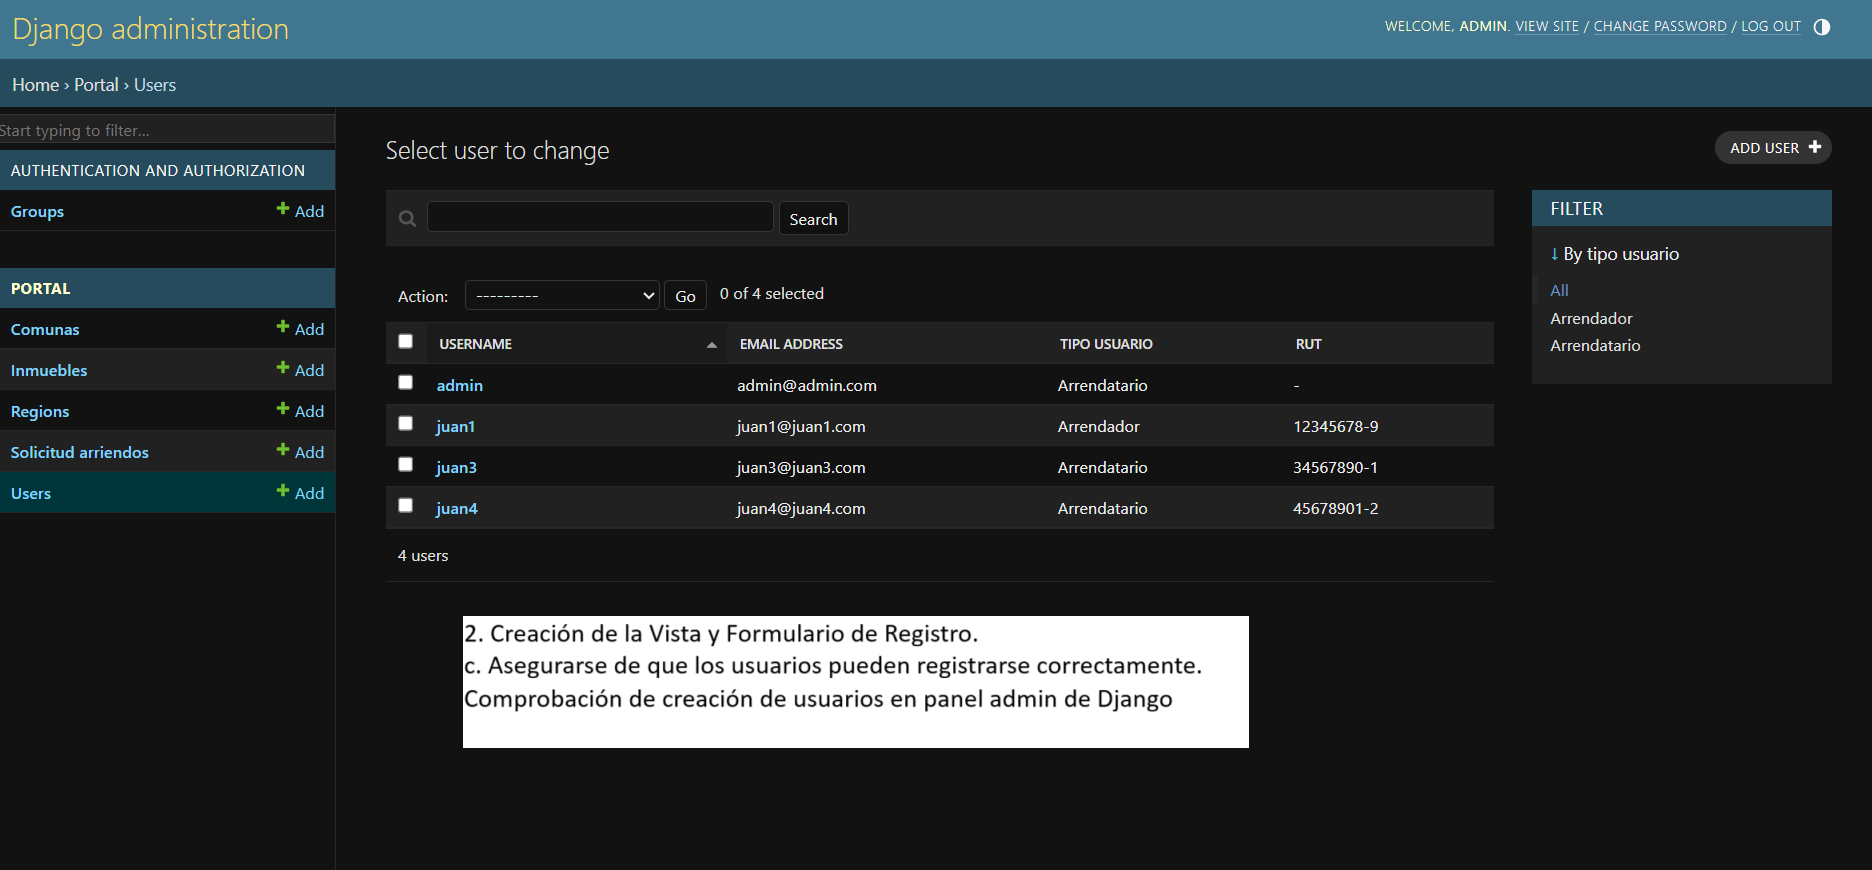 Django administration
WELCOME, ADMIN. VIEW SITE / CHANGE PASSWORD / LOG OUT
Home › Portal › Users
Start typing to filter...
AUTHENTICATION AND AUTHORIZATION
Groups Add
PORTAL
Comunas Add
Inmuebles Add
Regions Add
Solicitud arriendos Add
Users Add
Select user to change
ADD USER
Search
Action: --------- Go 0 of 4 selected
USERNAME EMAIL ADDRESS TIPO USUARIO RUT
admin admin@admin.com Arrendatario -
juan1 juan1@juan1.com Arrendador 12345678-9
juan3 juan3@juan3.com Arrendatario 34567890-1
juan4 juan4@juan4.com Arrendatario 45678901-2
4 users
FILTER
↓ By tipo usuario
All
Arrendador
Arrendatario
2. Creación de la Vista y Formulario de Registro.
c. Asegurarse de que los usuarios pueden registrarse correctamente.
Comprobación de creación de usuarios en panel admin de Django